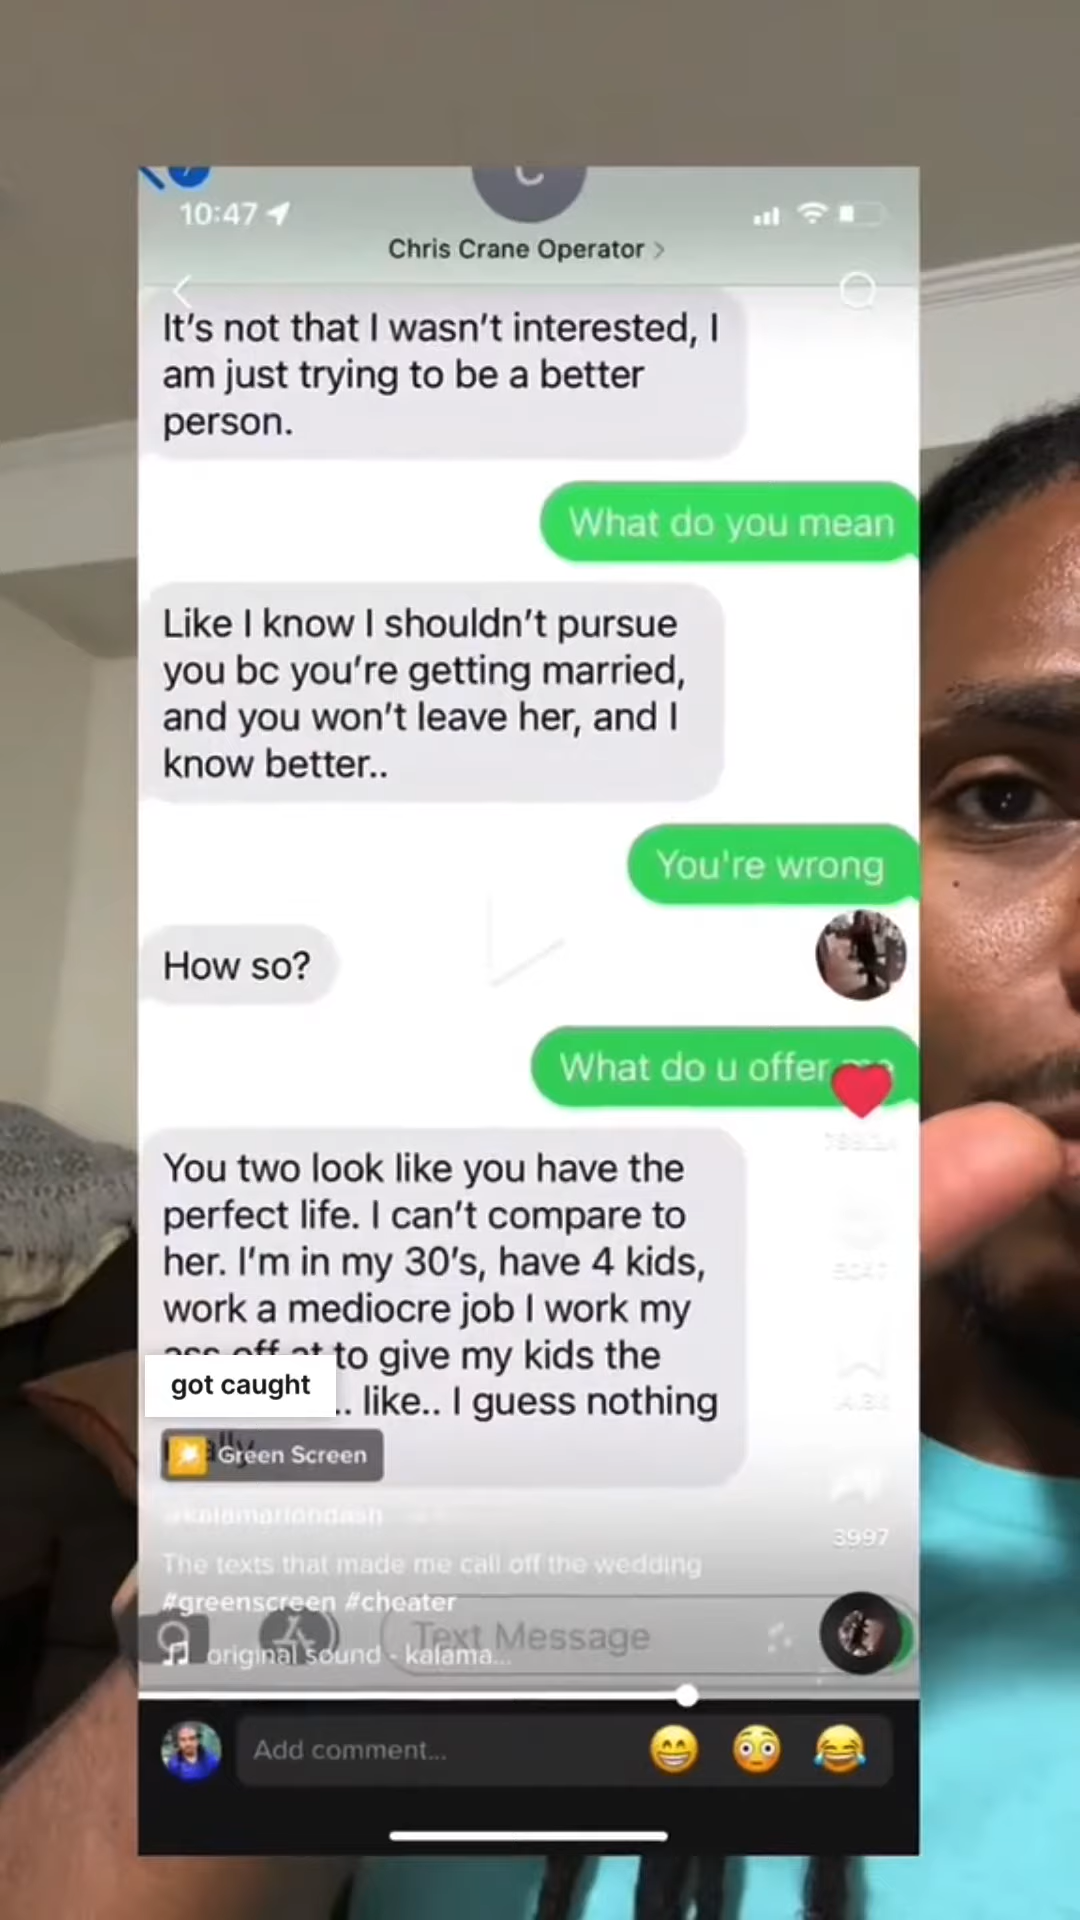 10:47
Chris Crane Operator >
It's not that I wasn't interested, I
am just trying to be a better
person.
What do you mean
Like I know I shouldn't pursue
you bc you're getting married,
and you won't leave her, and I
know better..
You're wrong
How so?
What do u offer me
You two look like you have the
perfect life. I can't compare to
her. I'm in my 30's, have 4 kids,
work a mediocre job I work my
ass off at to give my kids the
got caught
.. like.. I guess nothing
Green Screen
@kalamariondash
The texts that made me call off the wedding
3997
#greenscreen #cheater
Text Message
original sound - kalama...
Add comment...